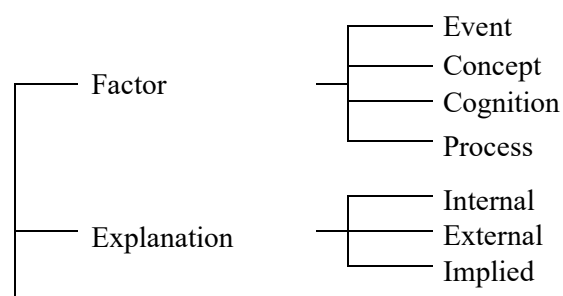 Event
Factor
Concept
Cognition
Process
Internal
Explanation
External
Implied